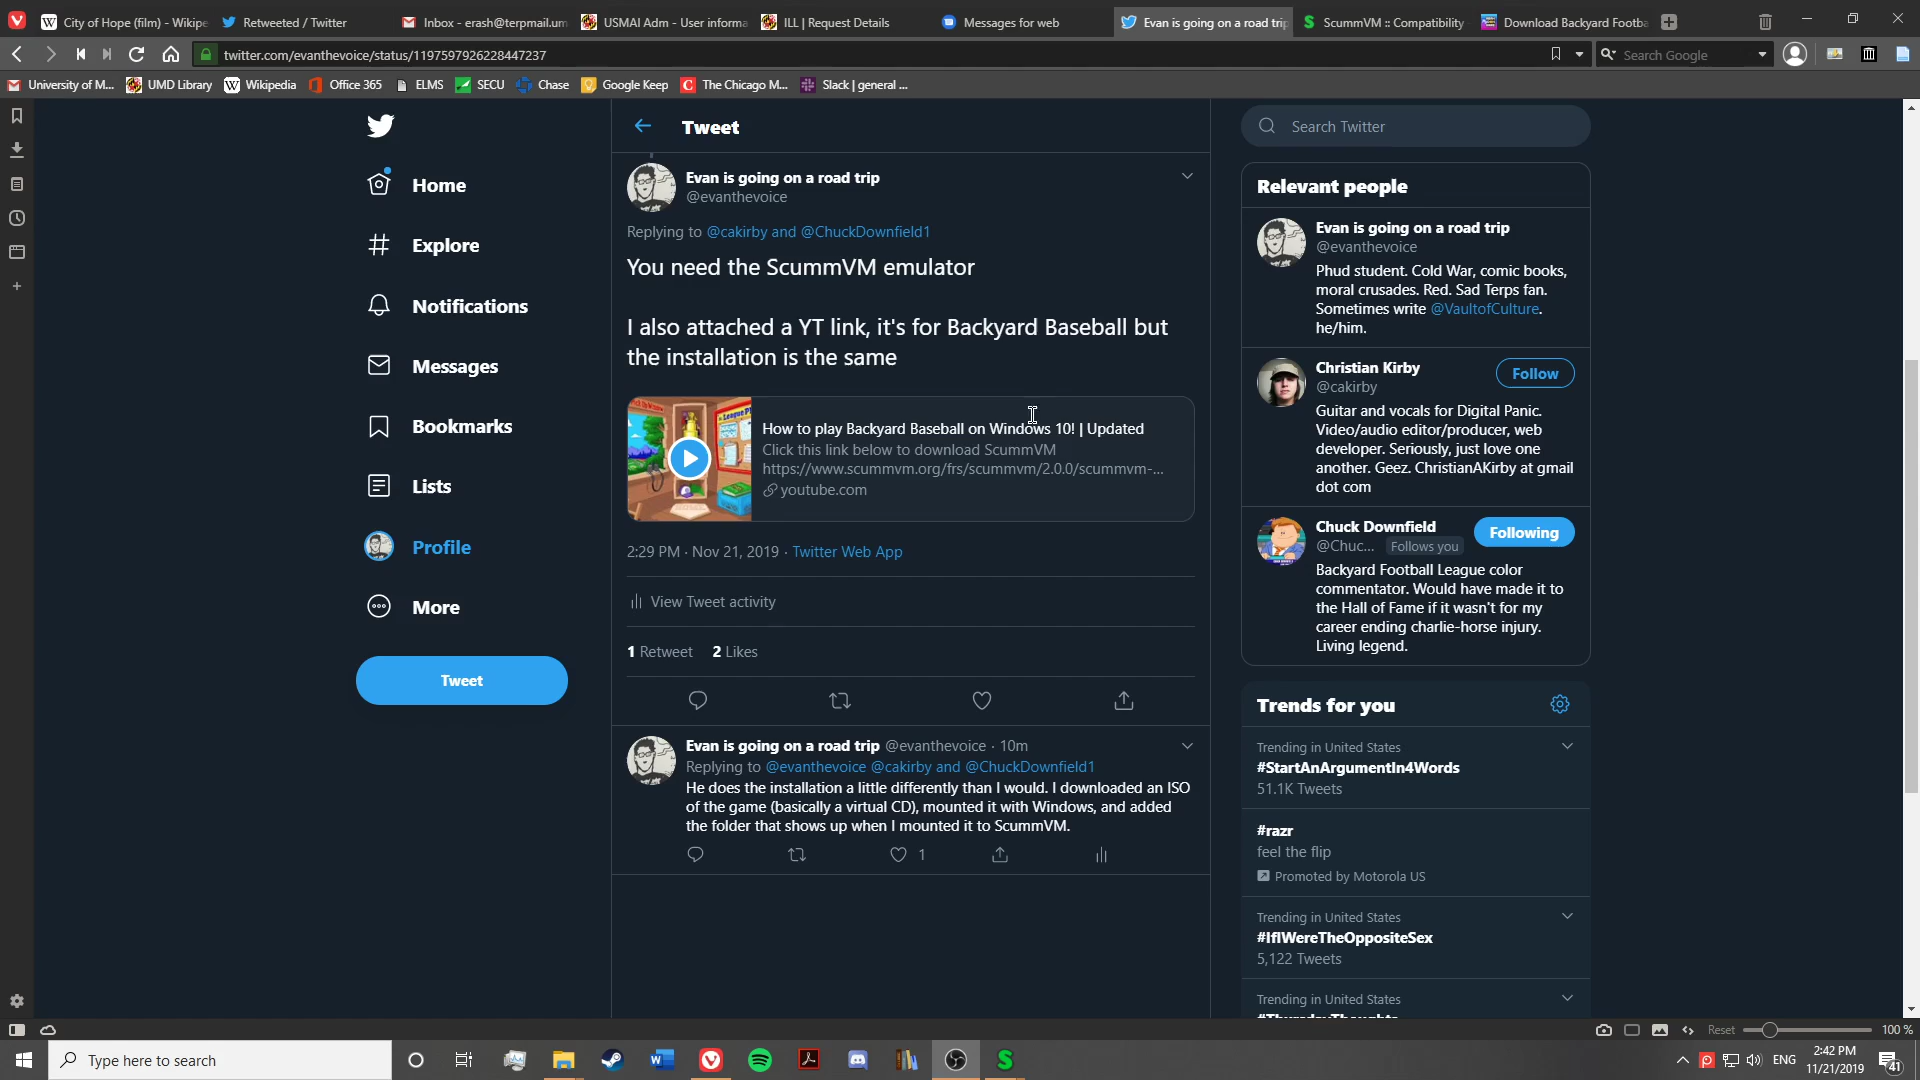 City of Hope (film) - Wikipe
Retweeted / Twitter
Inbox - erash@terpmail.um
USMAI Adm - User informa
ILL | Request Details
Messages for web
Evan is going on a road trip
ScummVM :: Compatibility
Download Backyard Footba
twitter.com/evanthevoice/status/1197597926228447237
Search Google
University of M...
UMD Library
Wikipedia
Office 365
ELMS
SECU
Chase
Google Keep
The Chicago M...
Slack | general ...
Home
Explore
Notifications
Messages
Bookmarks
Lists
Profile
More
Tweet
Tweet
Evan is going on a road trip
@evanthevoice
Replying to @cakirby and @ChuckDownfield1
You need the ScummVM emulator
I also attached a YT link, it's for Backyard Baseball but
the installation is the same
How to play Backyard Baseball on Windows 10! | Updated
Click this link below to download ScummVM
https://www.scummvm.org/frs/scummvm/2.0.0/scummvm-...
youtube.com
2:29 PM · Nov 21, 2019 · Twitter Web App
View Tweet activity
1 Retweet 2 Likes
Evan is going on a road trip @evanthevoice · 10m
Replying to @evanthevoice @cakirby and @ChuckDownfield1
He does the installation a little differently than I would. I downloaded an ISO
of the game (basically a virtual CD), mounted it with Windows, and added
the folder that shows up when I mounted it to ScummVM.
1
Search Twitter
Relevant people
Evan is going on a road trip
@evanthevoice
Phud student. Cold War, comic books,
moral crusades. Red. Sad Terps fan.
Sometimes write @VaultofCulture.
he/him.
Christian Kirby
@cakirby
Follow
Guitar and vocals for Digital Panic.
Video/audio editor/producer, web
developer. Seriously, just love one
another. Geez. ChristianAKirby at gmail
dot com
Chuck Downfield
@Chuc... Follows you
Following
Backyard Football League color
commentator. Would have made it to
the Hall of Fame if it wasn't for my
career ending charlie-horse injury.
Living legend.
Trends for you
Trending in United States
#StartAnArgumentIn4Words
51.1K Tweets
#razr
feel the flip
Promoted by Motorola US
Trending in United States
#IfIWereTheOppositeSex
5,122 Tweets
Trending in United States
#ThursdayThoughts
Reset
100 %
Type here to search
ENG
2:42 PM
11/21/2019
41